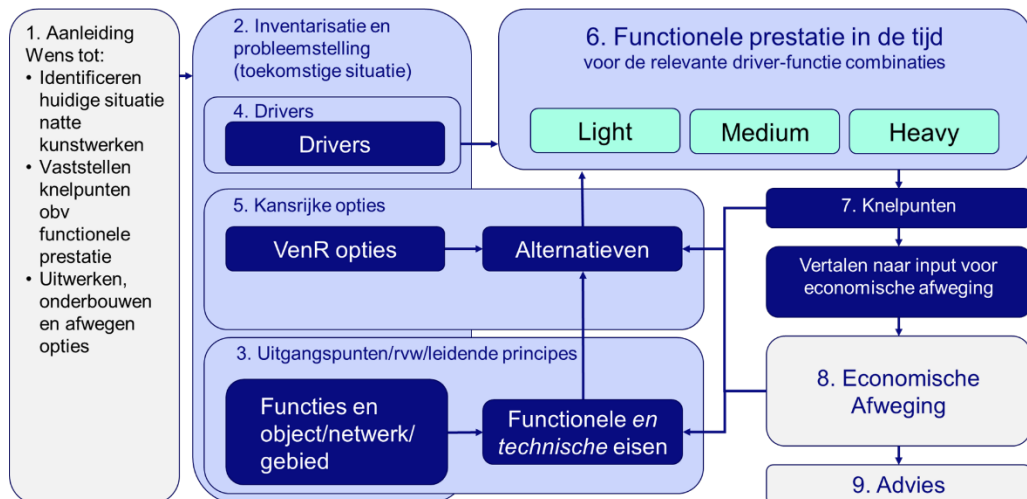 1. Aanleiding
Wens tot:
• Identificeren
huidige situatie
natte
kunstwerken
• Vaststellen
knelpunten
obv
functionele
prestatie
• Uitwerken,
onderbouwen
en afwegen
opties
2. Inventarisatie en
probleemstelling
(toekomstige situatie)
4. Drivers
Drivers
5. Kansrijke opties
VenR opties
Alternatieven
3. Uitgangspunten/rvw/leidende principes
Functies en
object/netwerk/
gebied
Functionele en
technische eisen
6. Functionele prestatie in de tijd
voor de relevante driver-functie combinaties
Light
Medium
Heavy
7. Knelpunten
Vertalen naar input voor
economische afweging
8. Economische
Afweging
9. Advies